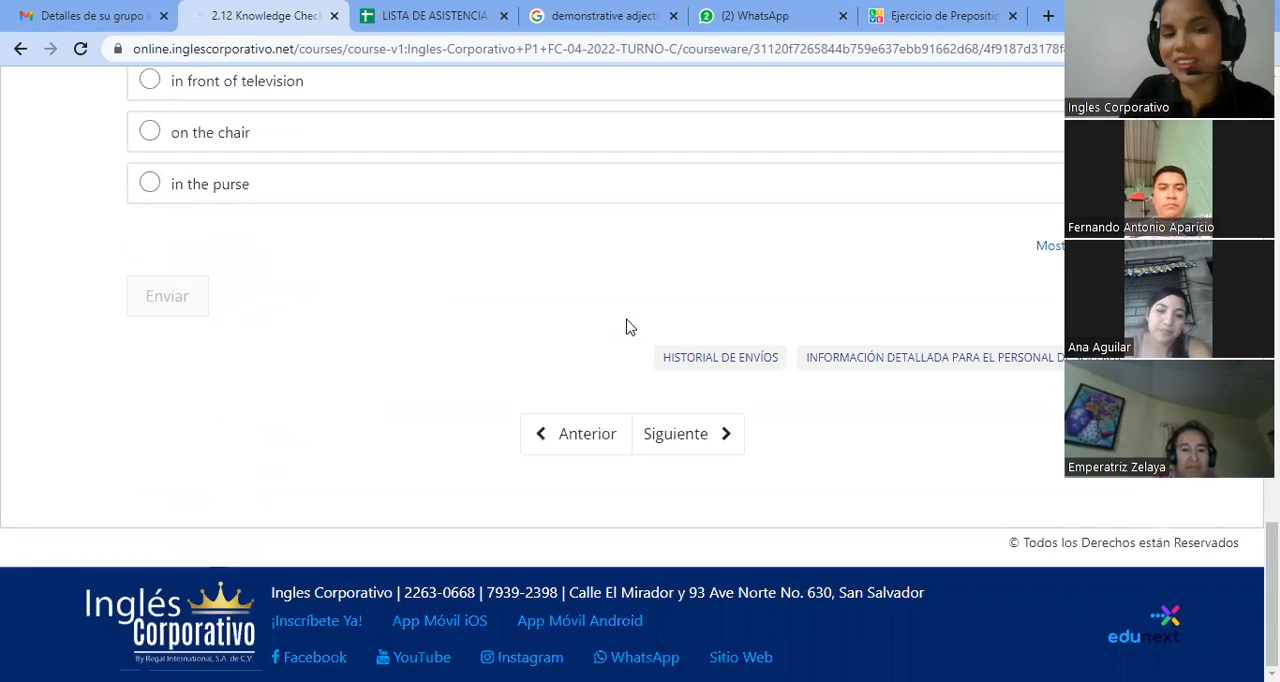 Detalles de su grupo a
2.12 Knowledge Chec
LISTA DE ASISTENCIA
demonstrative adjecti
(2) WhatsApp
Ejercicio de Prepositio
online.inglescorporativo.net/courses/course-v1:Ingles-Corporativo+P1+FC-04-2022-TURNO-C/courseware/31120f7265844b759e637ebb91662d68/4f9187d3178f4
in front of television
on the chair
in the purse
Most
Enviar
HISTORIAL DE ENVÍOS
INFORMACIÓN DETALLADA PARA EL PERSONAL D
Anterior
Siguiente
Ingles Corporativo
Fernando Antonio Aparicio
Ana Aguilar
Emperatriz Zelaya
© Todos los Derechos están Reservados
Inglés
Corporativo
By Regal International, S.A. de C.V.
Ingles Corporativo | 2263-0668 | 7939-2398 | Calle El Mirador y 93 Ave Norte No. 630, San Salvador
¡Inscríbete Ya!
App Móvil iOS
App Móvil Android
Facebook
YouTube
Instagram
WhatsApp
Sitio Web
edunext